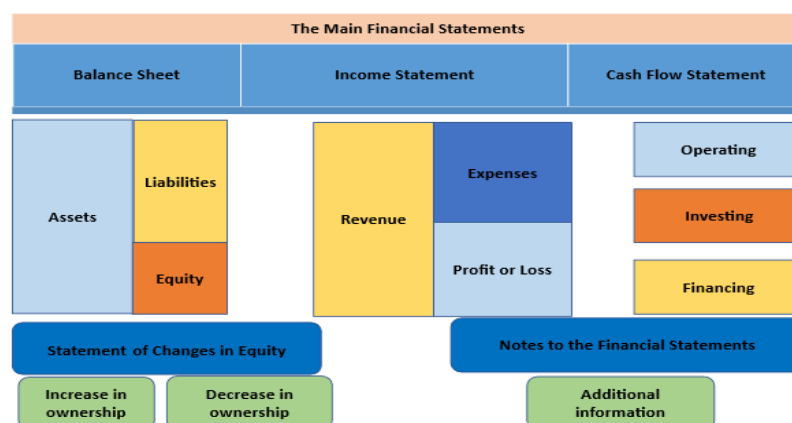 The Main Financial Statements
Balance Sheet
Income Statement
Cash Flow Statement
Assets
Liabilities
Equity
Revenue
Expenses
Profit or Loss
Operating
Investing
Financing
Statement of Changes in Equity
Notes to the Financial Statements
Increase in
ownership
Decrease in
ownership
Additional
information